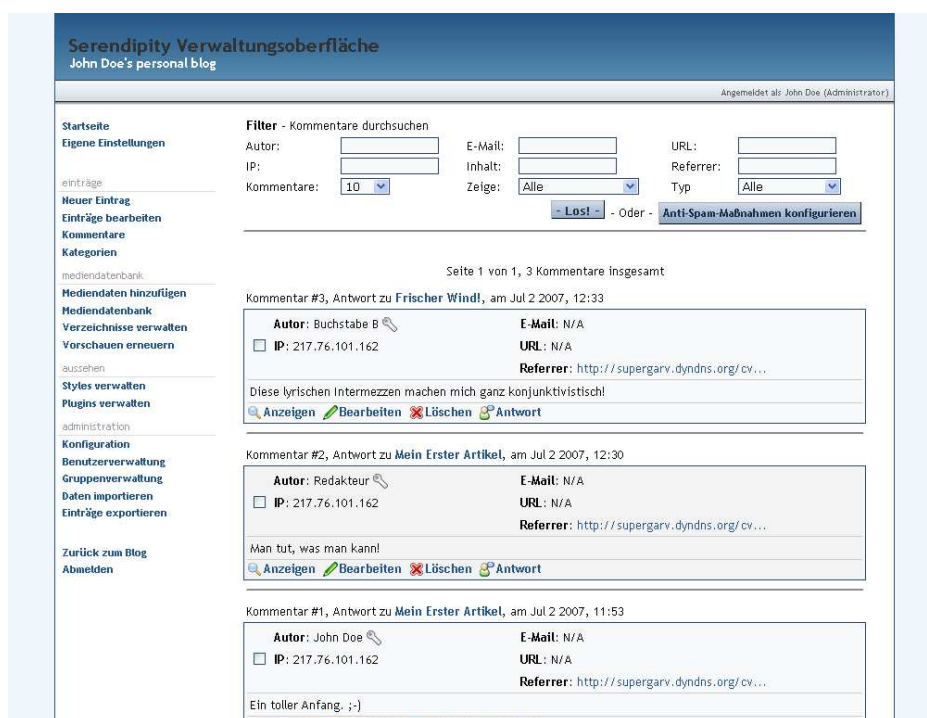 Serendipity Verwaltungsoberfläche
John Doe's personal blog
Angemeldet als John Doe (Administrator)
Startseite
Eigene Einstellungen
einträge
Neuer Eintrag
Einträge bearbeiten
Kommentare
Kategorien
mediendatenbank
Mediendaten hinzufügen
Mediendatenbank
Verzeichnisse verwalten
Vorschauen erneuern
aussehen
Styles verwalten
Plugins verwalten
administration
Konfiguration
Benutzerverwaltung
Gruppenverwaltung
Daten importieren
Einträge exportieren
Zurück zum Blog
Abmelden
Filter - Kommentare durchsuchen
Autor: E-Mail: URL:
IP: Inhalt: Referrer:
Kommentare: 10 Zeige: Alle Typ Alle
- Los! - - Oder - Anti-Spam-Maßnahmen konfigurieren
Seite 1 von 1, 3 Kommentare insgesamt
Kommentar #3, Antwort zu Frischer Wind!, am Jul 2 2007, 12:33
Autor: Buchstabe B E-Mail: N/A
IP: 217.76.101.162 URL: N/A
Referrer: http://supergarv.dyndns.org/cv...
Diese lyrischen Intermezzen machen mich ganz konjunktivistisch!
Anzeigen Bearbeiten Löschen Antwort
Kommentar #2, Antwort zu Mein Erster Artikel, am Jul 2 2007, 12:30
Autor: Redakteur E-Mail: N/A
IP: 217.76.101.162 URL: N/A
Referrer: http://supergarv.dyndns.org/cv...
Man tut, was man kann!
Anzeigen Bearbeiten Löschen Antwort
Kommentar #1, Antwort zu Mein Erster Artikel, am Jul 2 2007, 11:53
Autor: John Doe E-Mail: N/A
IP: 217.76.101.162 URL: N/A
Referrer: http://supergarv.dyndns.org/cv...
Ein toller Anfang. ;-)